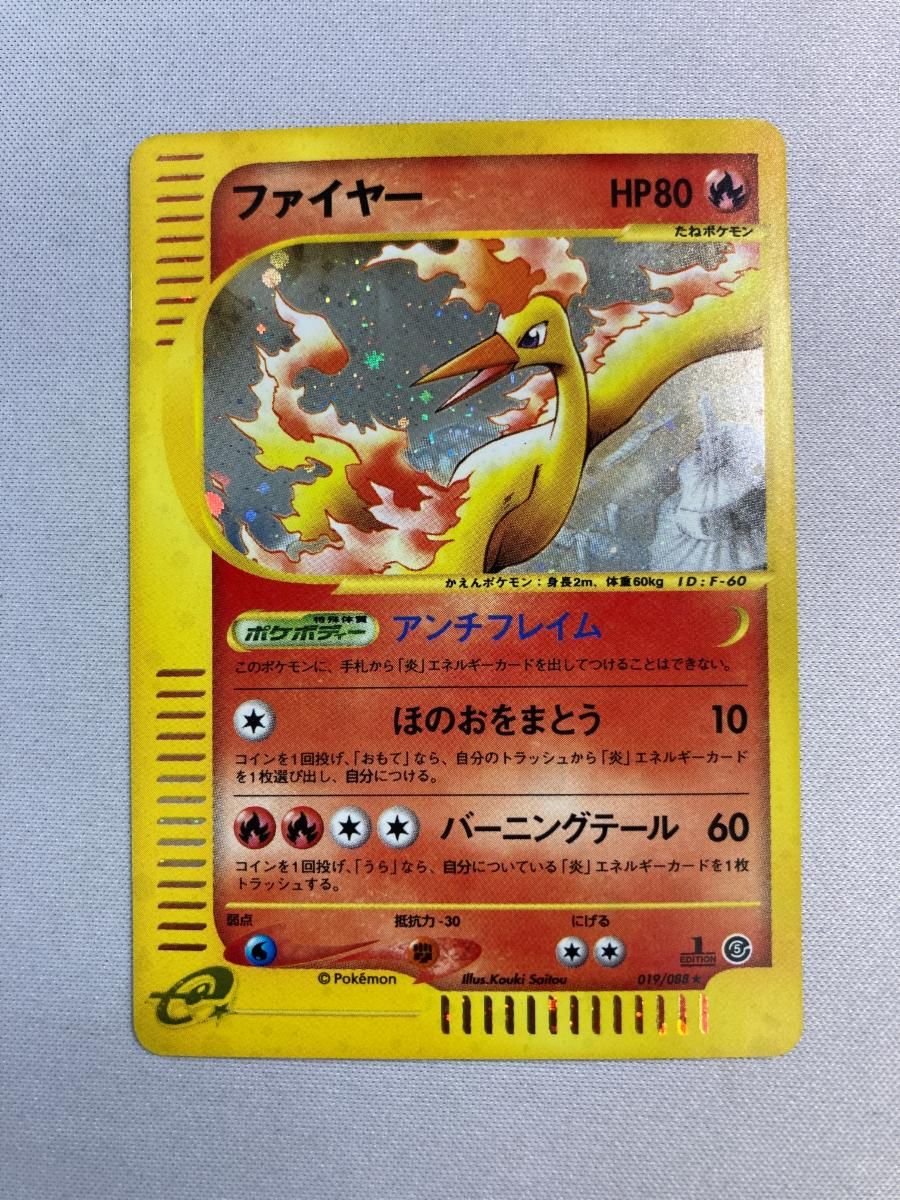 ファイヤー HP80
たねポケモン
かえんポケモン：身長2m、体重60kg ID:F-60
特殊体質
ポケボディー アンチフレイム
このポケモンに、手札から「炎」エネルギーカードを出してつけることはできない。
ほのおをまとう 10
コインを1回投げ、「おもて」なら、自分のトラッシュから「炎」エネルギーカード
を1枚選び出し、自分につける。
バーニングテール 60
コインを1回投げ、「うら」なら、自分についている「炎」エネルギーカードを1枚
トラッシュする。
弱点 抵抗力-30 にげる
1 EDITION 5
©Pokémon Illus.Kouki Saitou 019/088★
e